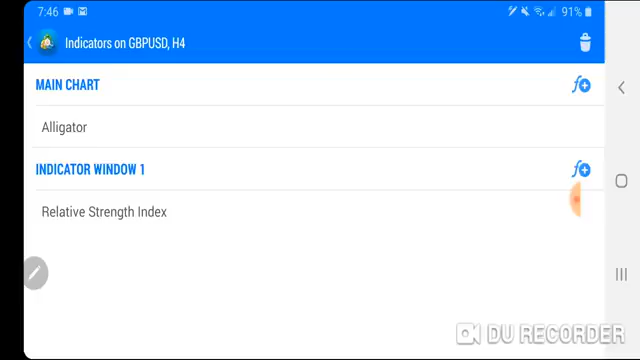 7:46 91%
Indicators on GBPUSD, H4
MAIN CHART
Alligator
INDICATOR WINDOW 1
Relative Strength Index
DU RECORDER